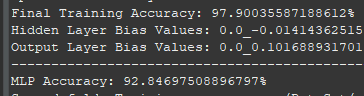 Final Training Accuracy: 97.90035587188612%
Hidden Layer Bias Values: 0.0_-0.01414362515
Output Layer Bias Values: 0.0_0.101688931701
MLP Accuracy: 92.84697508896797%